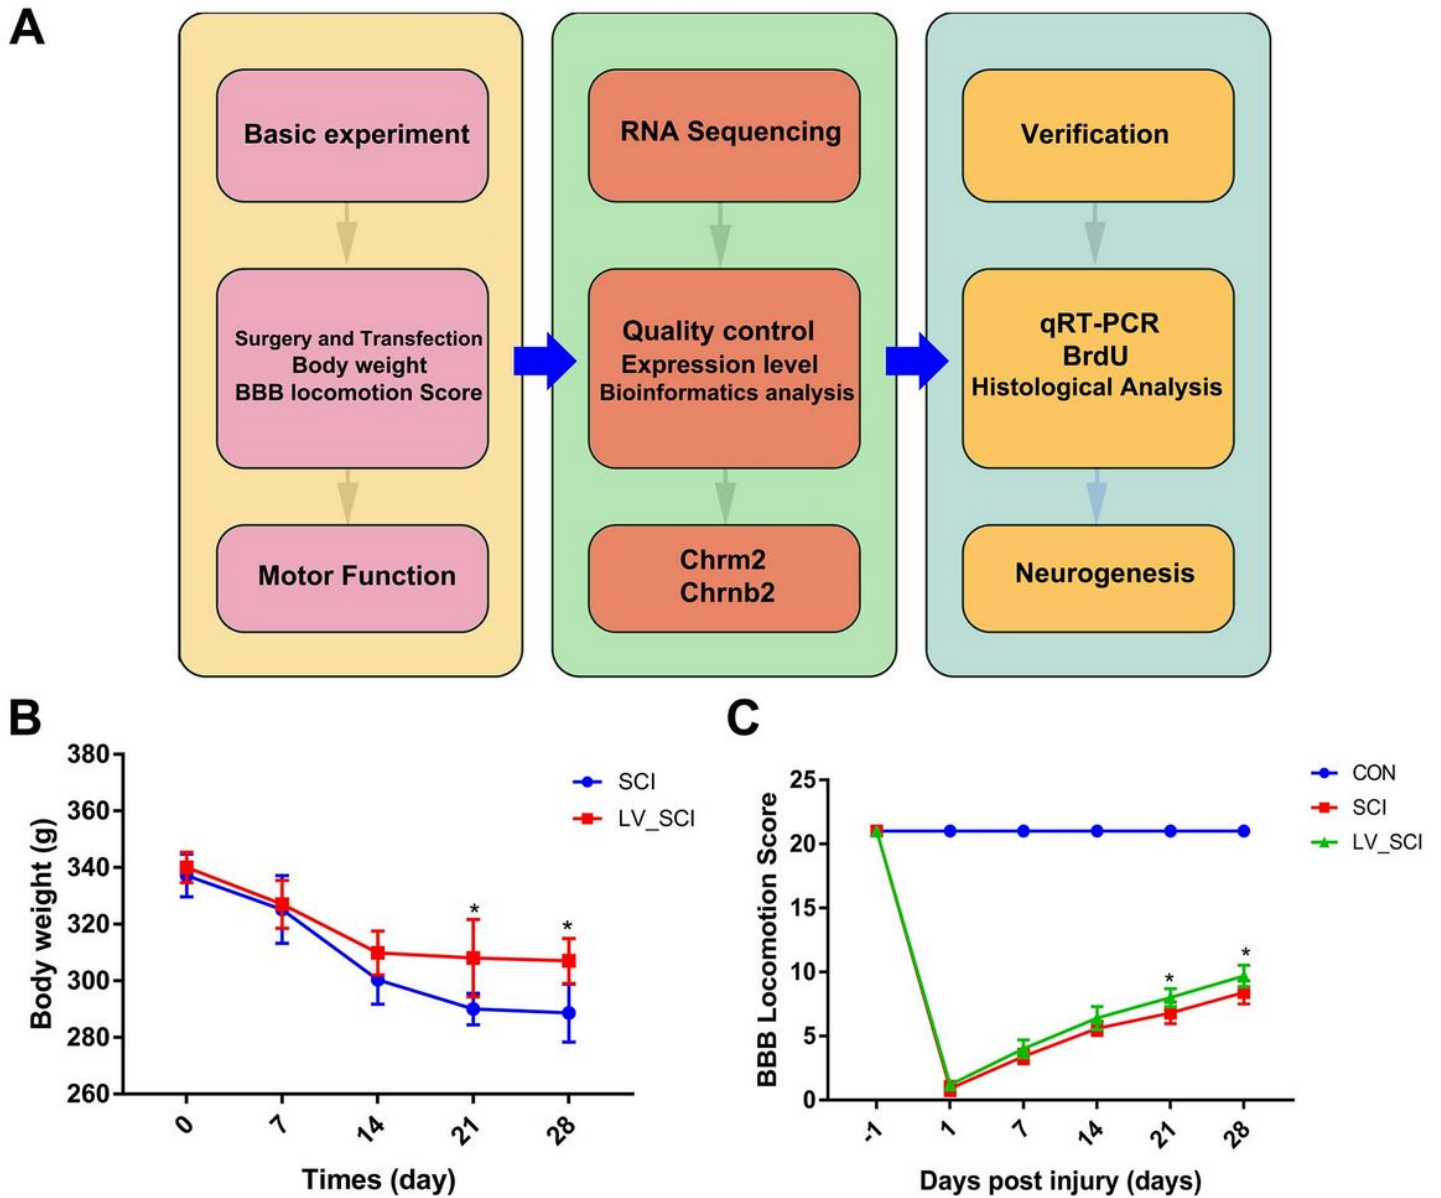 A
Basic experiment
Surgery and Transfection
Body weight
BBB locomotion Score
Motor Function
RNA Sequencing
Quality control
Expression level
Bioinformatics analysis
Chrm2
Chrnb2
Verification
qRT-PCR
BrdU
Histological Analysis
Neurogenesis
B
Body weight (g)
380
360
340
320
300
280
260
0
7
14
21
28
Times (day)
SCI
LV_SCI
*
*
C
BBB Locomotion Score
25
20
15
10
5
0
-1
1
7
14
21
28
Days post injury (days)
CON
SCI
LV_SCI
*
*